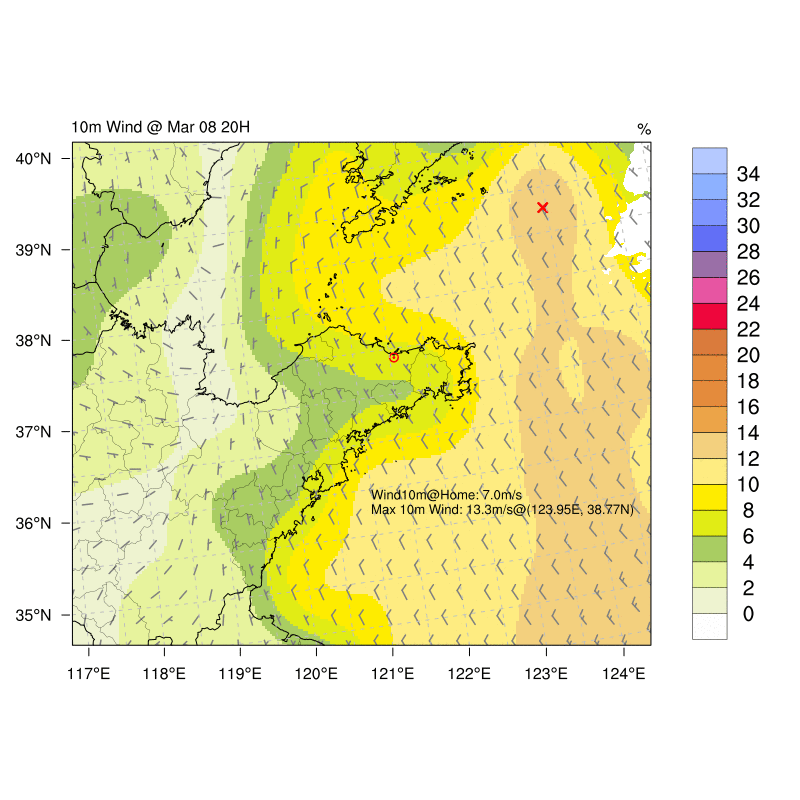 10m Wind @ Mar 08 20H
%
40°N
39°N
38°N
37°N
36°N
35°N
117°E
118°E
119°E
120°E
121°E
122°E
123°E
124°E
Wind10m@Home: 7.0m/s
Max 10m Wind: 13.3m/s@(123.95E, 38.77N)
34
32
30
28
26
24
22
20
18
16
14
12
10
8
6
4
2
0